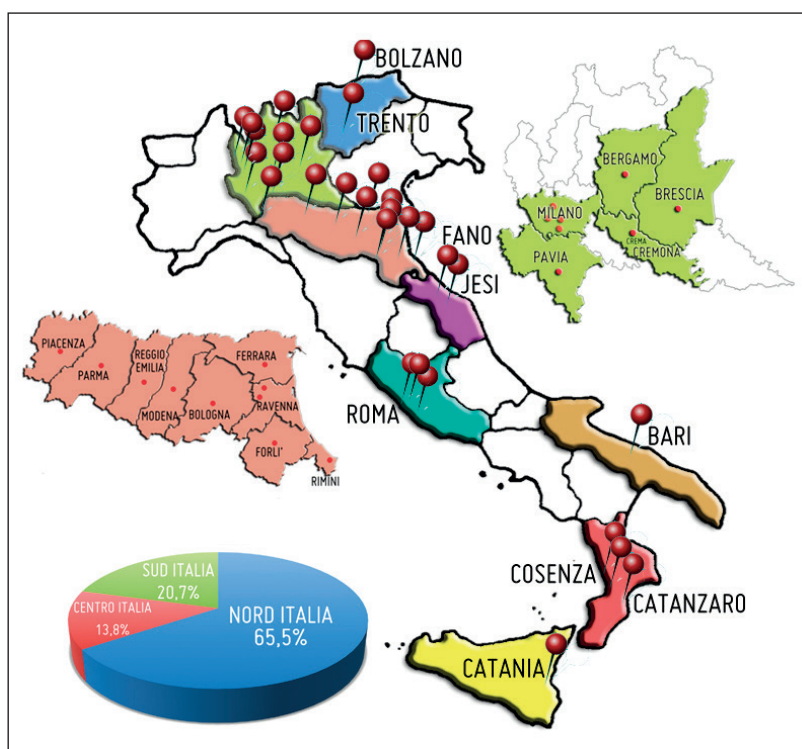 BOLZANO
TRENTO
BERGAMO
BRESCIA
MILANO
CREMA
CREMONA
PAVIA
FANO
JESI
PIACENZA
PARMA
REGGIO
EMILIA
MODENA
BOLOGNA
FERRARA
RAVENNA
FORLI'
RIMINI
ROMA
BARI
COSENZA
CATANZARO
CATANIA
SUD ITALIA
20,7%
CENTRO ITALIA
13,8%
NORD ITALIA
65,5%